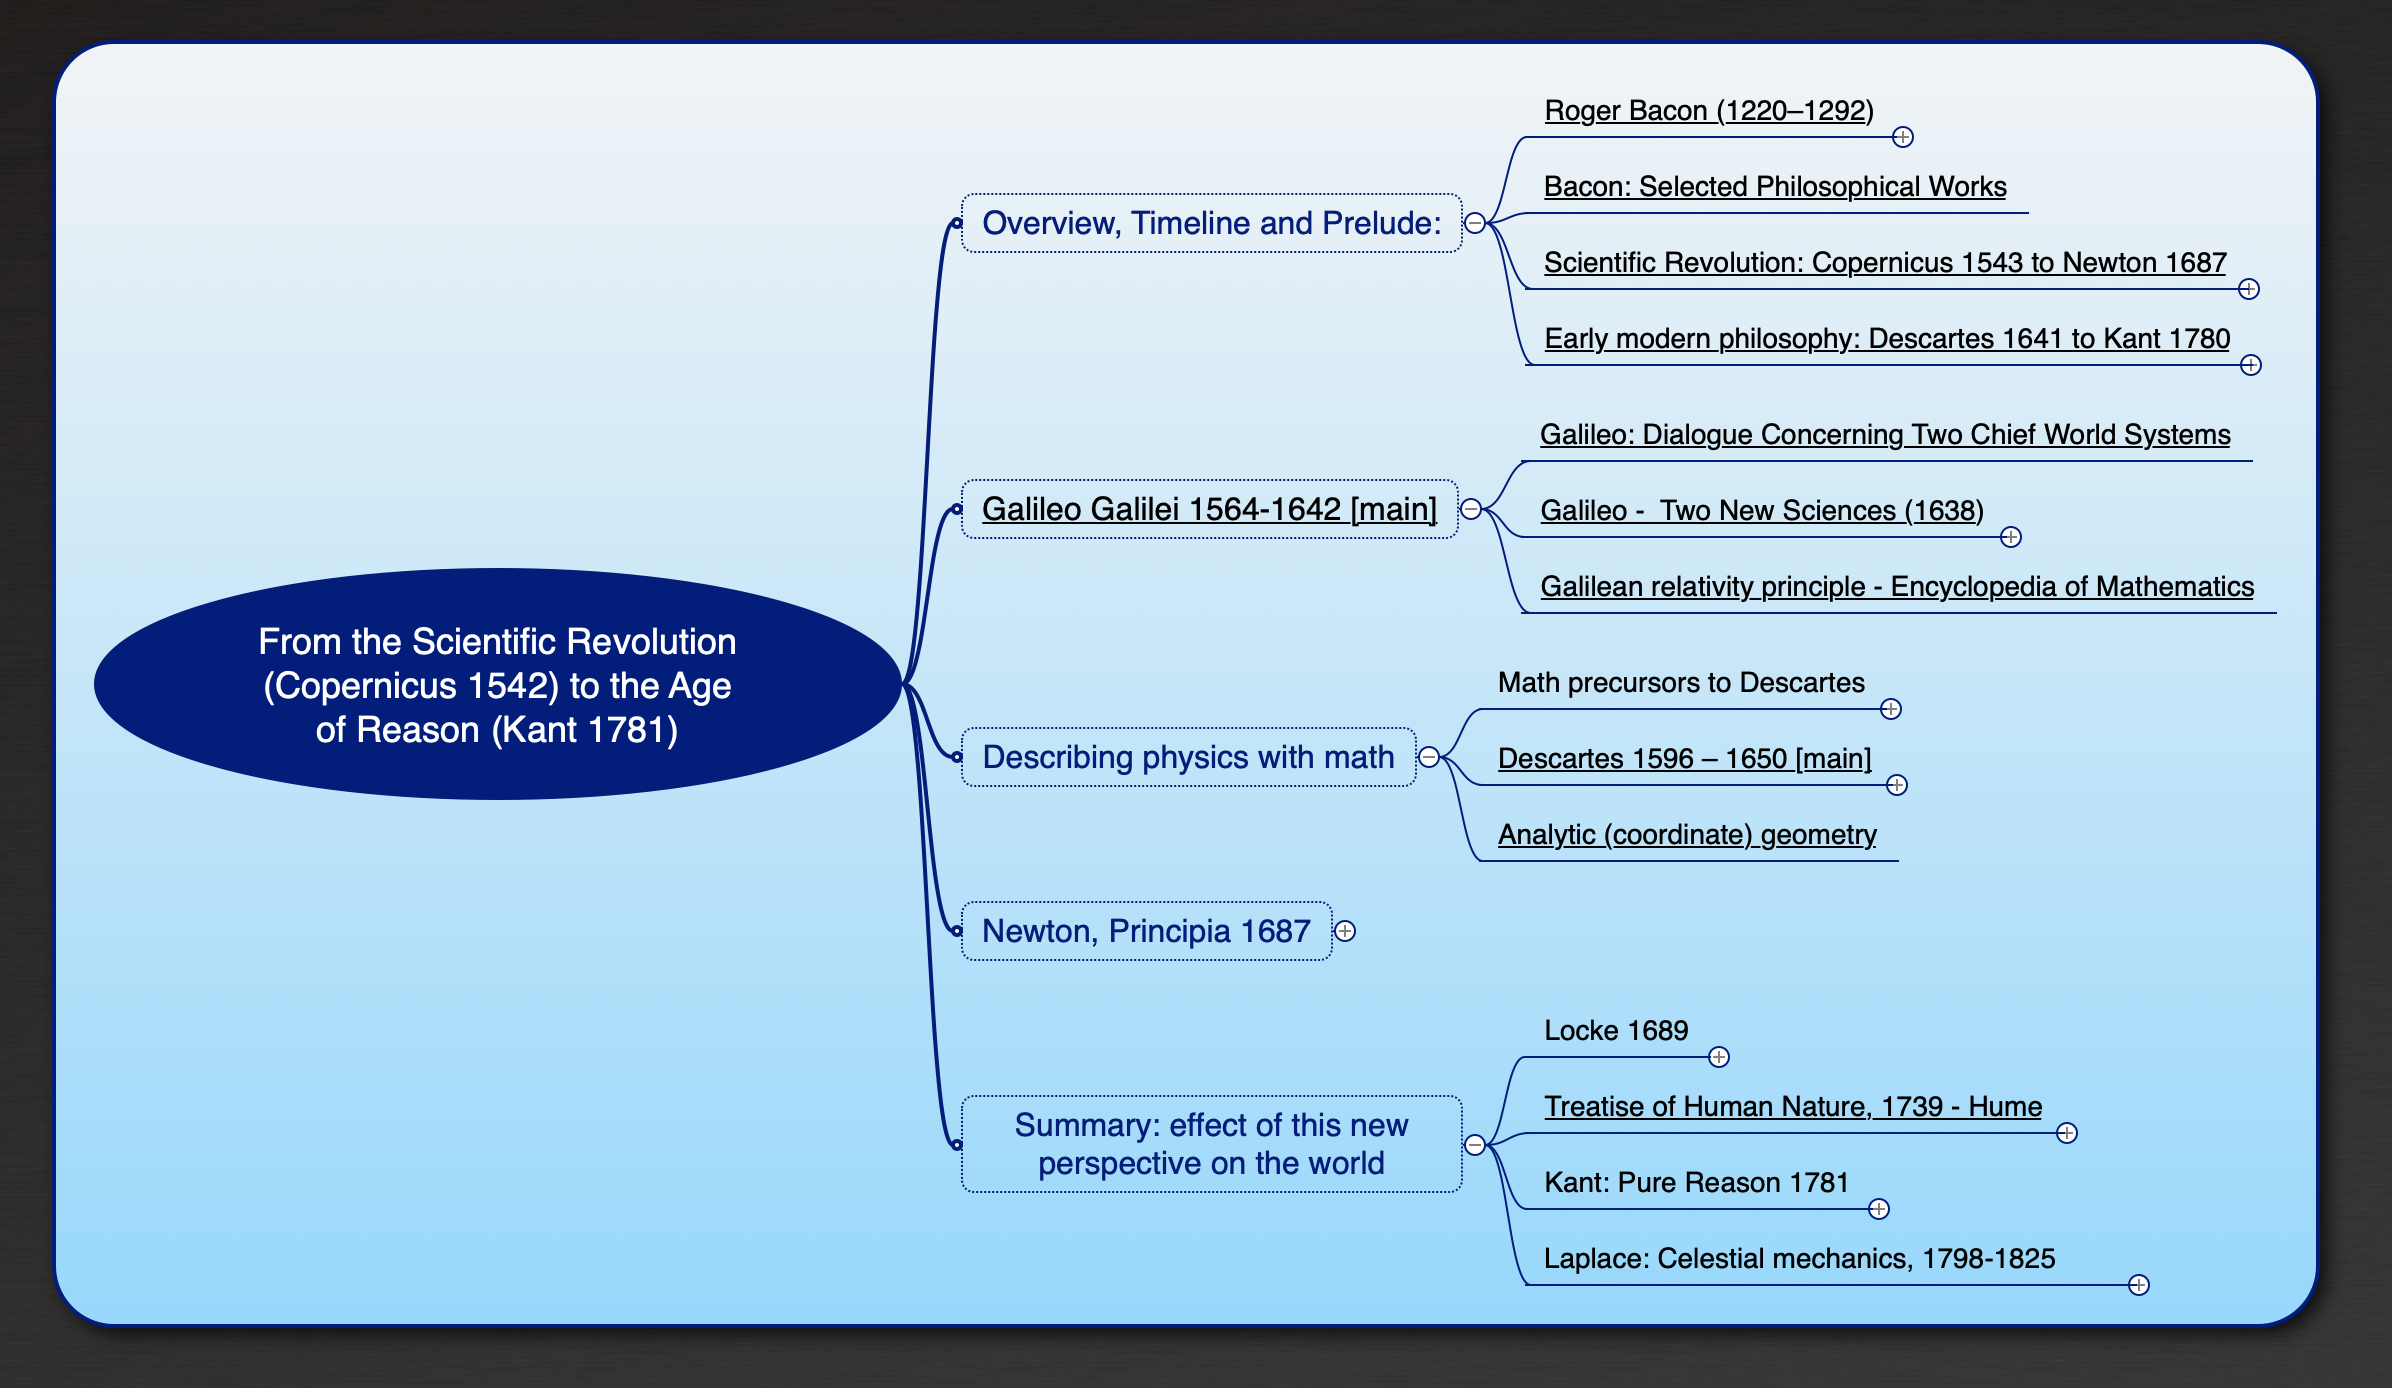 From the Scientific Revolution
(Copernicus 1542) to the Age
of Reason (Kant 1781)
Overview, Timeline and Prelude:
Roger Bacon (1220–1292)
Bacon: Selected Philosophical Works
Scientific Revolution: Copernicus 1543 to Newton 1687
Early modern philosophy: Descartes 1641 to Kant 1780
Galileo Galilei 1564-1642 [main]
Galileo: Dialogue Concerning Two Chief World Systems
Galileo -  Two New Sciences (1638)
Galilean relativity principle - Encyclopedia of Mathematics
Describing physics with math
Math precursors to Descartes
Descartes 1596 – 1650 [main]
Analytic (coordinate) geometry
Newton, Principia 1687
Summary: effect of this new
perspective on the world
Locke 1689
Treatise of Human Nature, 1739 - Hume
Kant: Pure Reason 1781
Laplace: Celestial mechanics, 1798-1825